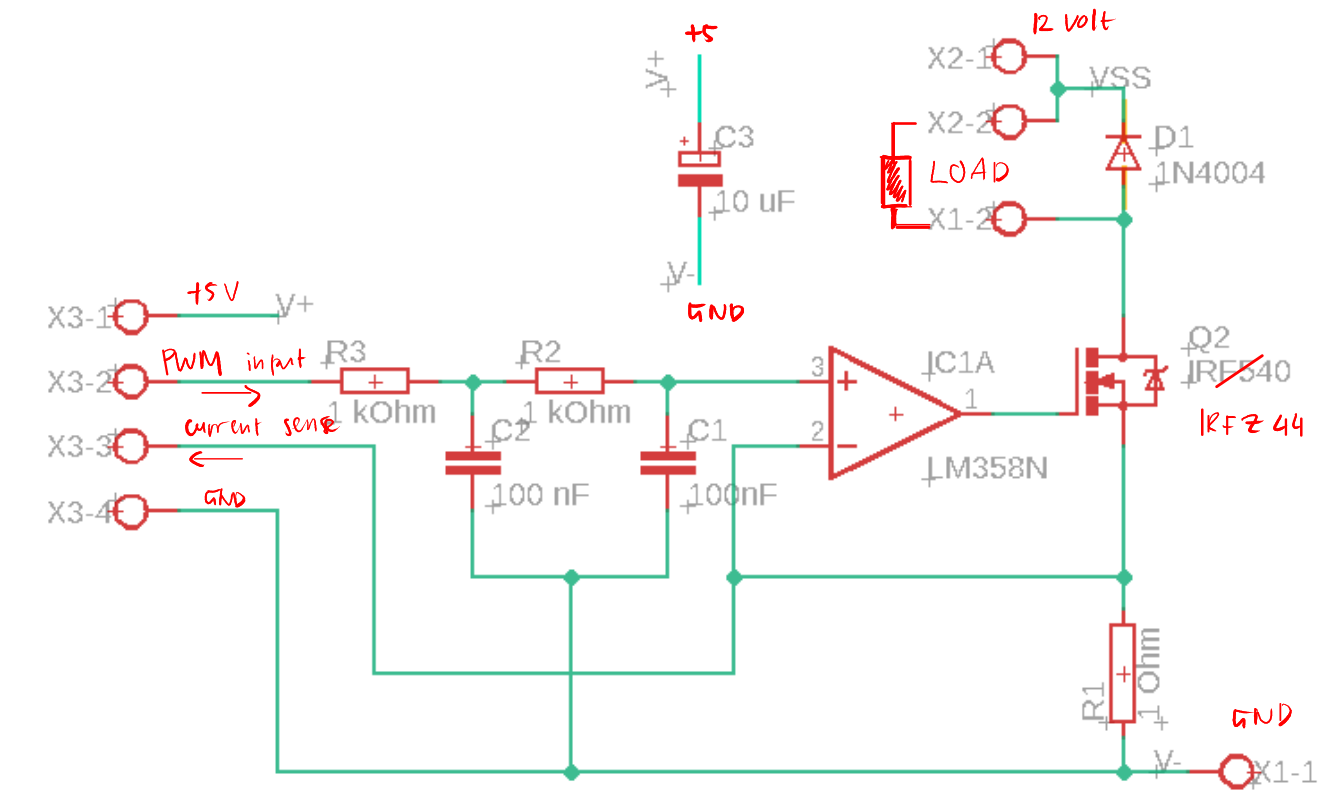 12 Volt
+5
X2-1
VSS
V+
X2-2
D1
C3
LOAD
1N4004
10 uF
X1-2
V-
GND
+5V
V+
X3-1
Q2
PWM input
R3
R2
IC1A
IRF540
X3-2
3
1
1 kOhm
1 kOhm
IRFZ44
current sense
C2
C1
2
X3-3
LM358N
100 nF
100nF
GND
X3-4
1 Ohm
R1
GND
V-
X1-1